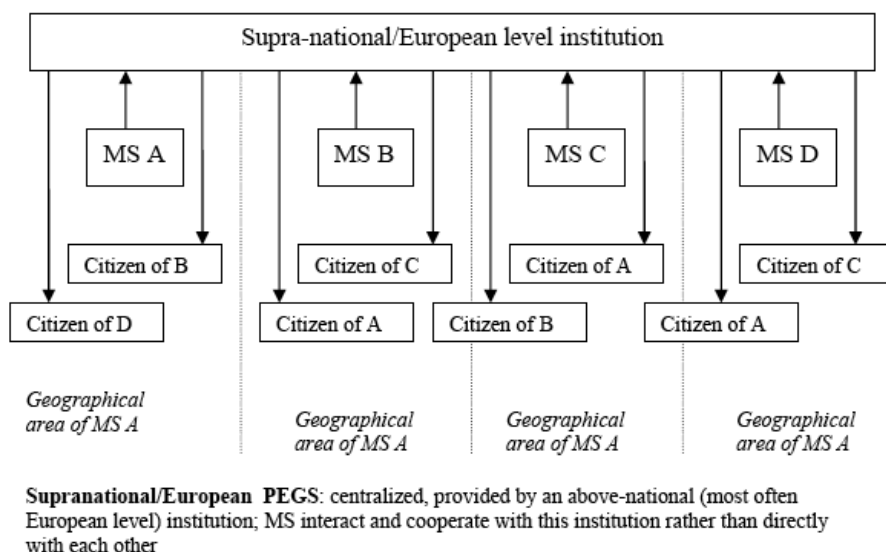 Supra-national/European level institution
MS A
MS B
MS C
MS D
Citizen of B
Citizen of C
Citizen of A
Citizen of C
Citizen of D
Citizen of A
Citizen of B
Citizen of A
Geographical
area of MS A
Geographical
area of MS A
Geographical
area of MS A
Geographical
area of MS A
Supranational/European PEGS: centralized, provided by an above-national (most often
European level) institution; MS interact and cooperate with this institution rather than directly
with each other